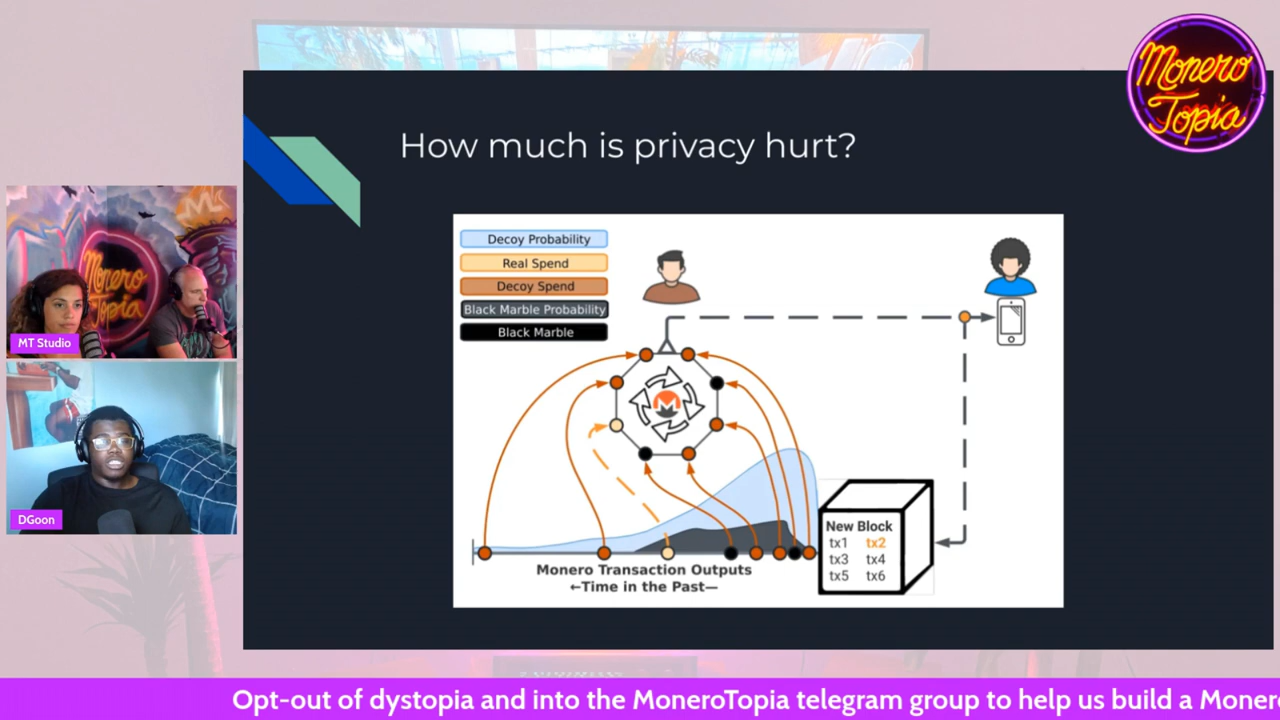 Monero
Topia
How much is privacy hurt?
Decoy Probability
Real Spend
Decoy Spend
Black Marble Probability
Black Marble
New Block
tx1 tx2
tx3 tx4
tx5 tx6
Monero Transaction Outputs
←Time in the Past—
Monero
Topia
MT Studio
DGoon
Opt-out of dystopia and into the MoneroTopia telegram group to help us build a Moner